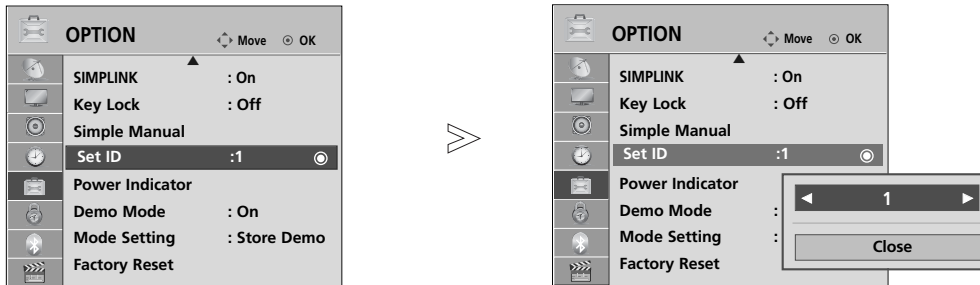 OPTION
Move OK
SIMPLINK : On
Key Lock : Off
Simple Manual
Set ID :1
Power Indicator
Demo Mode : On
Mode Setting : Store Demo
Factory Reset
OPTION
Move OK
SIMPLINK : On
Key Lock : Off
Simple Manual
Set ID :1
Power Indicator
Demo Mode :
Mode Setting :
Factory Reset
1
Close